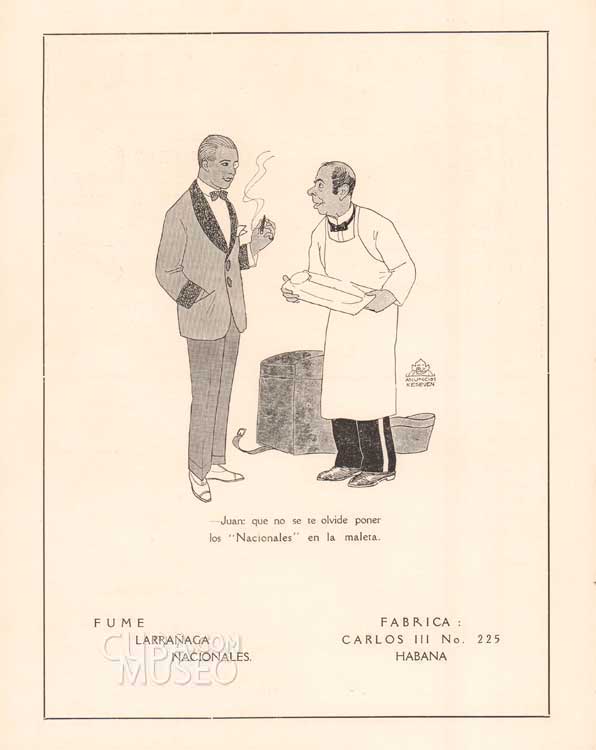 ANUNCIOS
KESEVEN
—Juan: que no se te olvide poner
los "Nacionales" en la maleta.
FUME
LARRAÑAGA
NACIONALES.
FABRICA:
CARLOS III No. 225
HABANA
CUBA COM
MUSEO